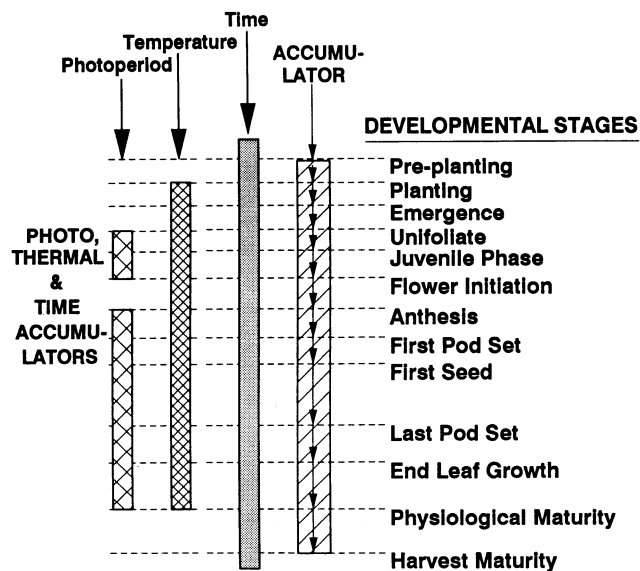 Time
Temperature
Photoperiod
ACCUMU-
LATOR
DEVELOPMENTAL STAGES
Pre-planting
Planting
Emergence
Unifoliate
Juvenile Phase
Flower Initiation
Anthesis
First Pod Set
First Seed
Last Pod Set
End Leaf Growth
Physiological Maturity
Harvest Maturity
PHOTO,
THERMAL
&
TIME
ACCUMU-
LATORS